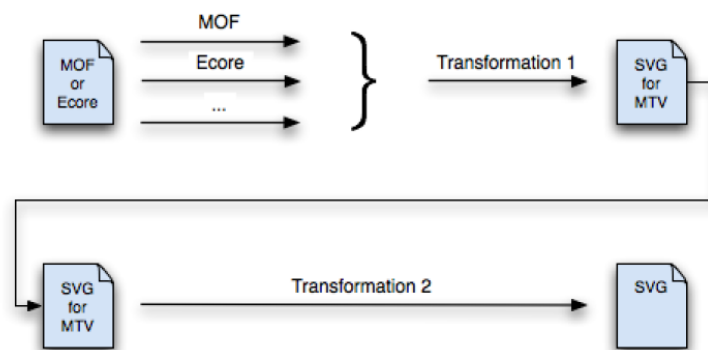 MOF
MOF
or
Ecore
Ecore
...
Transformation 1
SVG
for
MTV
SVG
for
MTV
Transformation 2
SVG